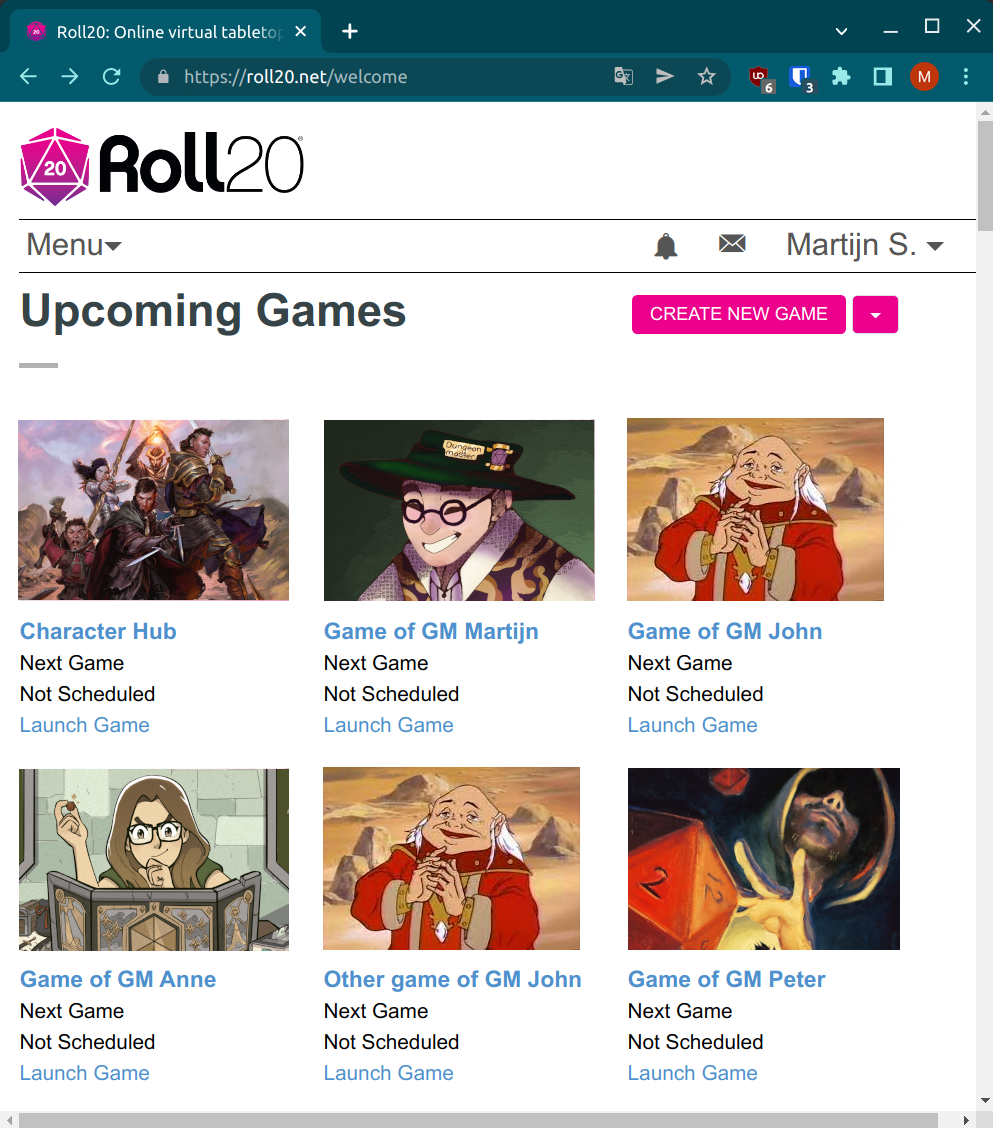 Roll20: Online virtual tabletop
https://roll20.net/welcome
6
3
M
20 Roll20®
Menu
Martijn S.
Upcoming Games
CREATE NEW GAME
Dungeon
master
Character Hub
Game of GM Martijn
Game of GM John
Next Game
Next Game
Next Game
Not Scheduled
Not Scheduled
Not Scheduled
Launch Game
Launch Game
Launch Game
2
Game of GM Anne
Other game of GM John
Game of GM Peter
Next Game
Next Game
Next Game
Not Scheduled
Not Scheduled
Not Scheduled
Launch Game
Launch Game
Launch Game